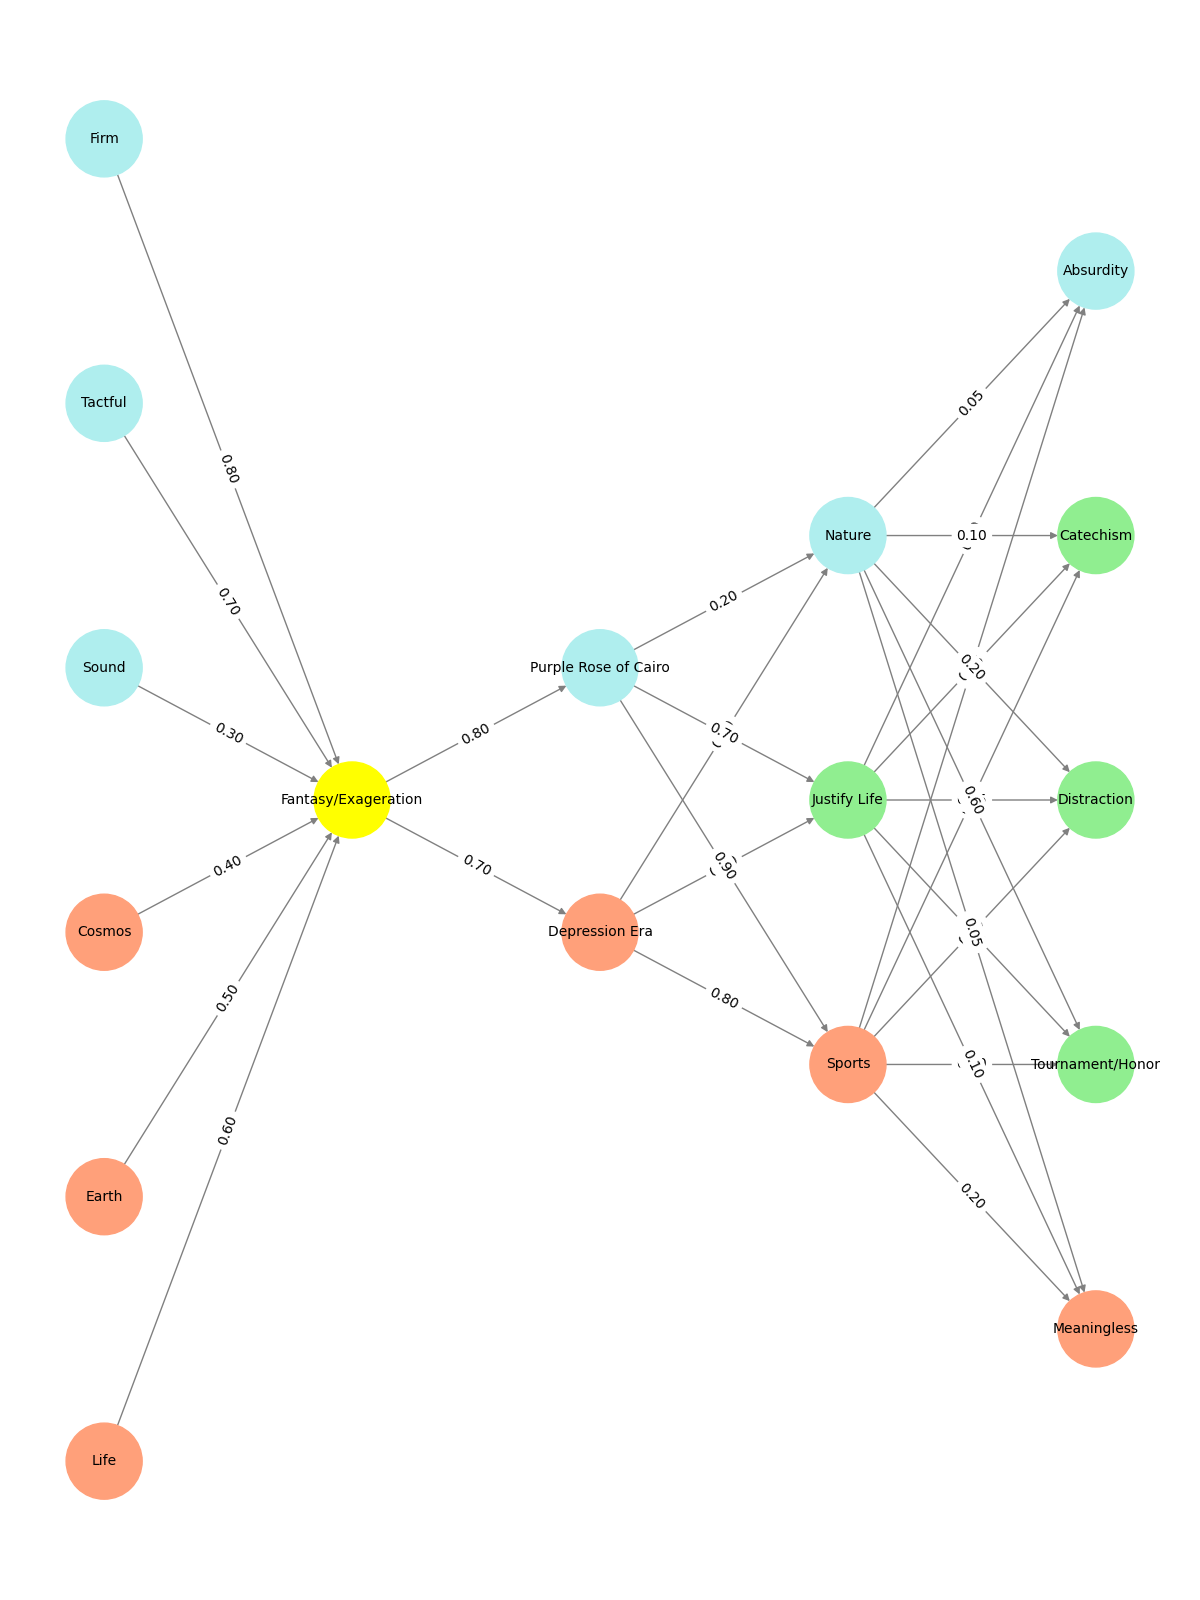 Firm
Absurdity
Tactful
0.05
0.80
Nature
0.10
Catechism
0.70
0.20
Sound
Purple Rose of Cairo
0.20
0.30
0.80
0.70
Fantasy/Exageration
Justify Life
0.60
Distraction
0.40
0.70
0.90
Cosmos
Depression Era
0.05
0.50
0.80
Sports
0.10
Tournament/Honor
0.60
Earth
0.20
Meaningless
Life